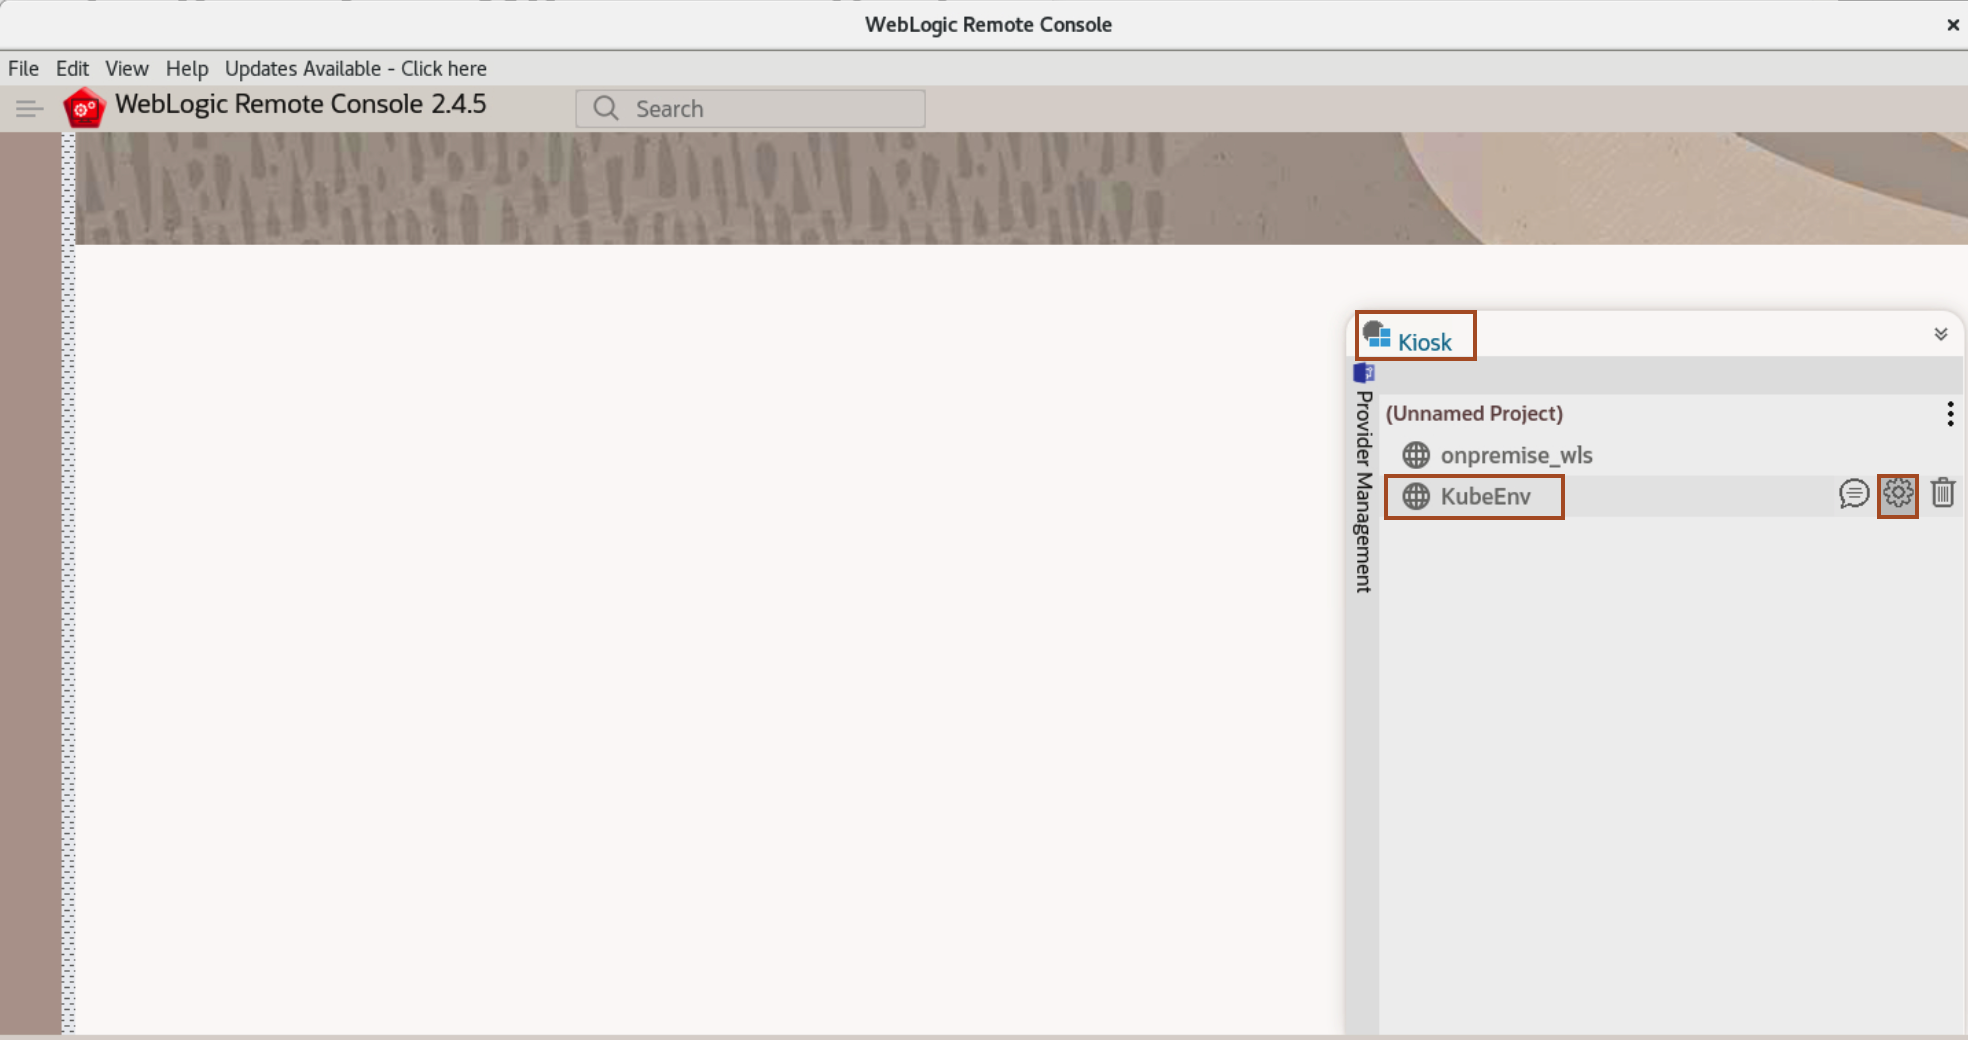 WebLogic Remote Console
File Edit View Help Updates Available - Click here
WebLogic Remote Console 2.4.5
Search
Kiosk
Provider Management
(Unnamed Project)
onpremise_wls
KubeEnv